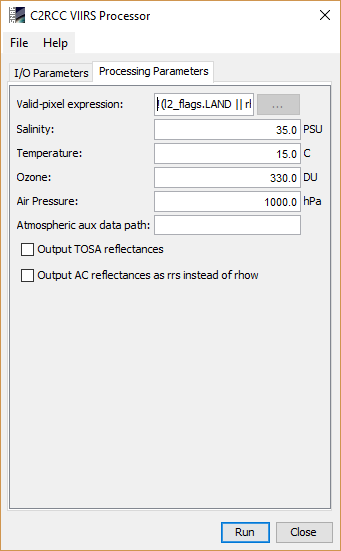 C2RCC VIIRS Processor
File Help
I/O Parameters Processing Parameters
Valid-pixel expression: !(l2_flags.LAND || rl ...
Salinity: 35.0 PSU
Temperature: 15.0 C
Ozone: 330.0 DU
Air Pressure: 1000.0 hPa
Atmospheric aux data path:
Output TOSA reflectances
Output AC reflectances as rrs instead of rhow
Run Close